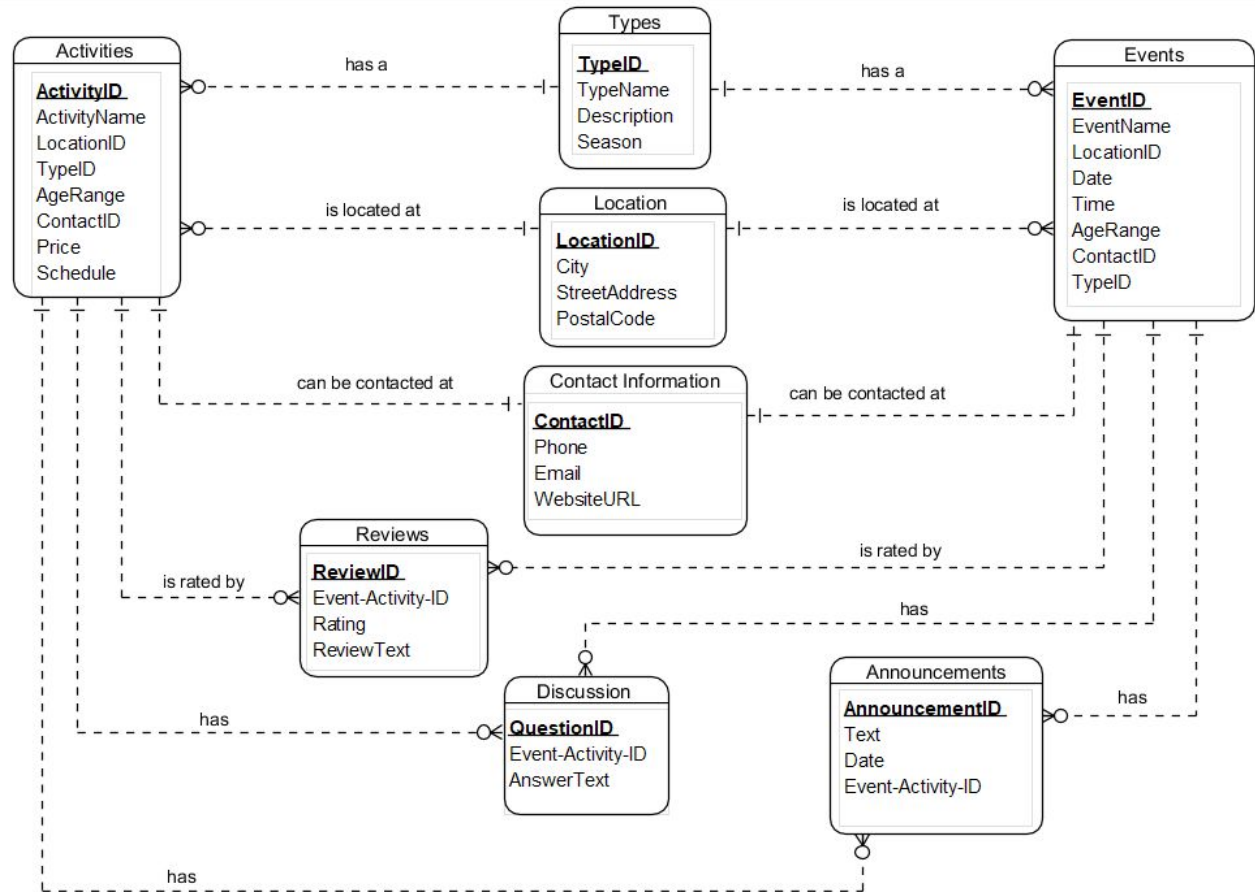 Types
TypeID
TypeName
Description
Season
Activities
ActivityID
ActivityName
LocationID
TypeID
AgeRange
ContactID
Price
Schedule
Events
EventID
EventName
LocationID
Date
Time
AgeRange
ContactID
TypeID
has a
has a
is located at
is located at
Location
LocationID
City
StreetAddress
PostalCode
can be contacted at
can be contacted at
Contact Information
ContactID
Phone
Email
WebsiteURL
Reviews
ReviewID
Event-Activity-ID
Rating
ReviewText
is rated by
is rated by
has
has
Discussion
QuestionID
Event-Activity-ID
AnswerText
Announcements
AnnouncementID
Text
Date
Event-Activity-ID
has
has